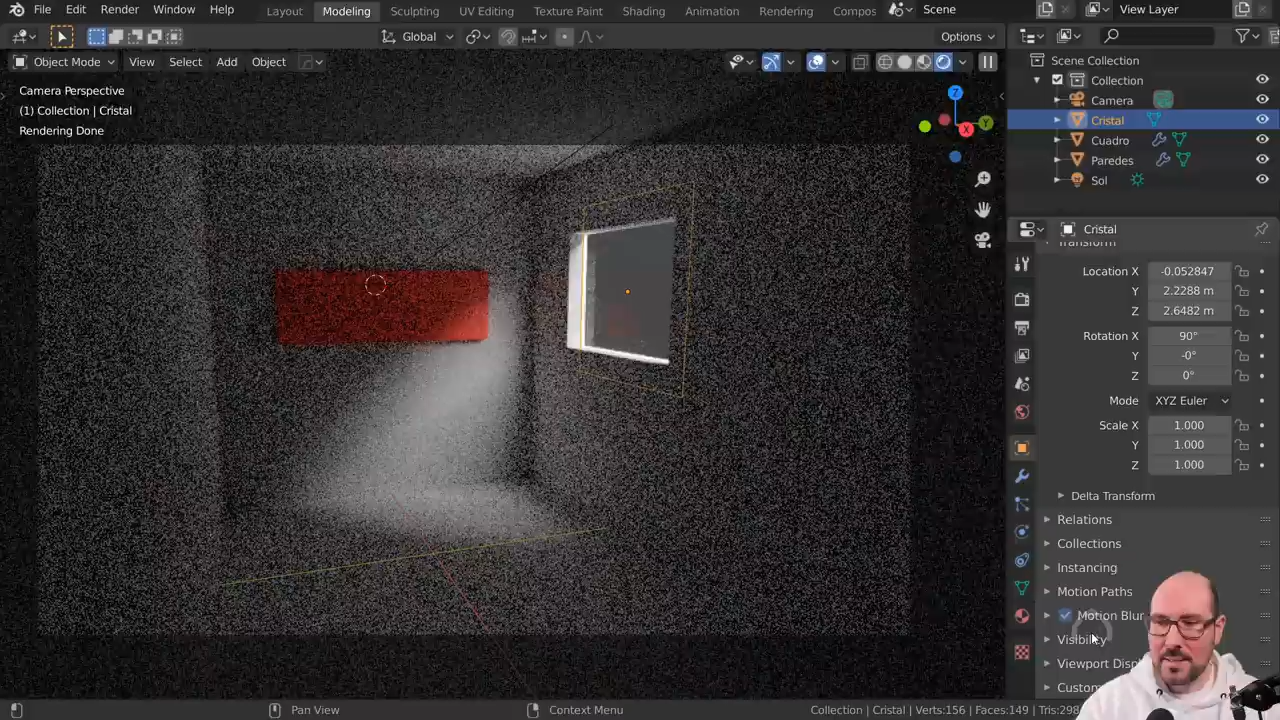 File Edit Render Window Help Layout Modeling Sculpting UV Editing Texture Paint Shading Animation Rendering Compos Scene View Layer
Global Options
Object Mode View Select Add Object
Camera Perspective
(1) Collection | Cristal
Rendering Done
Z
Y
X
Scene Collection
Collection
Camera
Cristal
Cuadro
Paredes
Sol
Cristal
Transform
Location X -0.052847
Y 2.2288 m
Z 2.6482 m
Rotation X 90°
Y -0°
Z 0°
Mode XYZ Euler
Scale X 1.000
Y 1.000
Z 1.000
Delta Transform
Relations
Collections
Instancing
Motion Paths
Motion Blur
Visibility
Viewport Displ
Custom
Pan View Context Menu Collection | Cristal | Verts:156 | Faces:149 | Tris:298